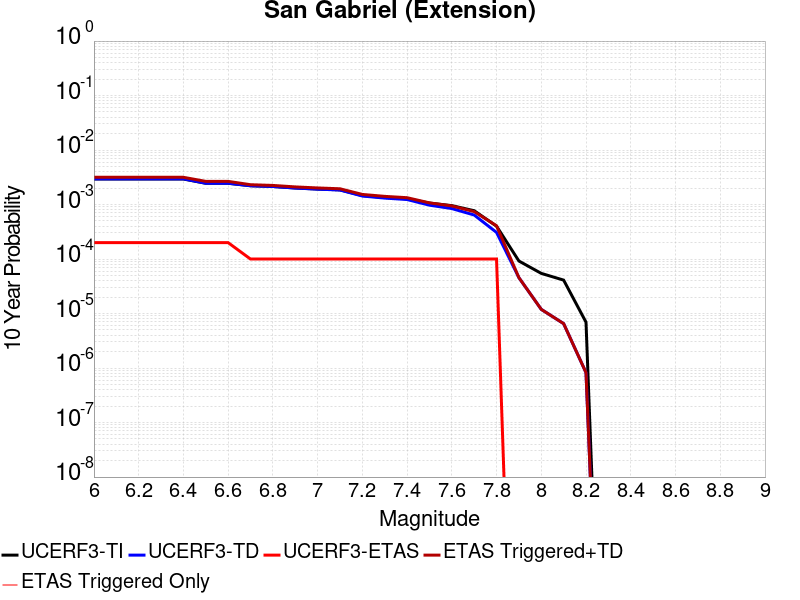 San Gabriel (Extension)
10^0
10^-1
10^-2
10^-3
10^-4
10^-5
10^-6
10^-7
10^-8
10 Year Probability
6 6.2 6.4 6.6 6.8 7 7.2 7.4 7.6 7.8 8 8.2 8.4 8.6 8.8 9
Magnitude
UCERF3-TI UCERF3-TD UCERF3-ETAS ETAS Triggered+TD
ETAS Triggered Only